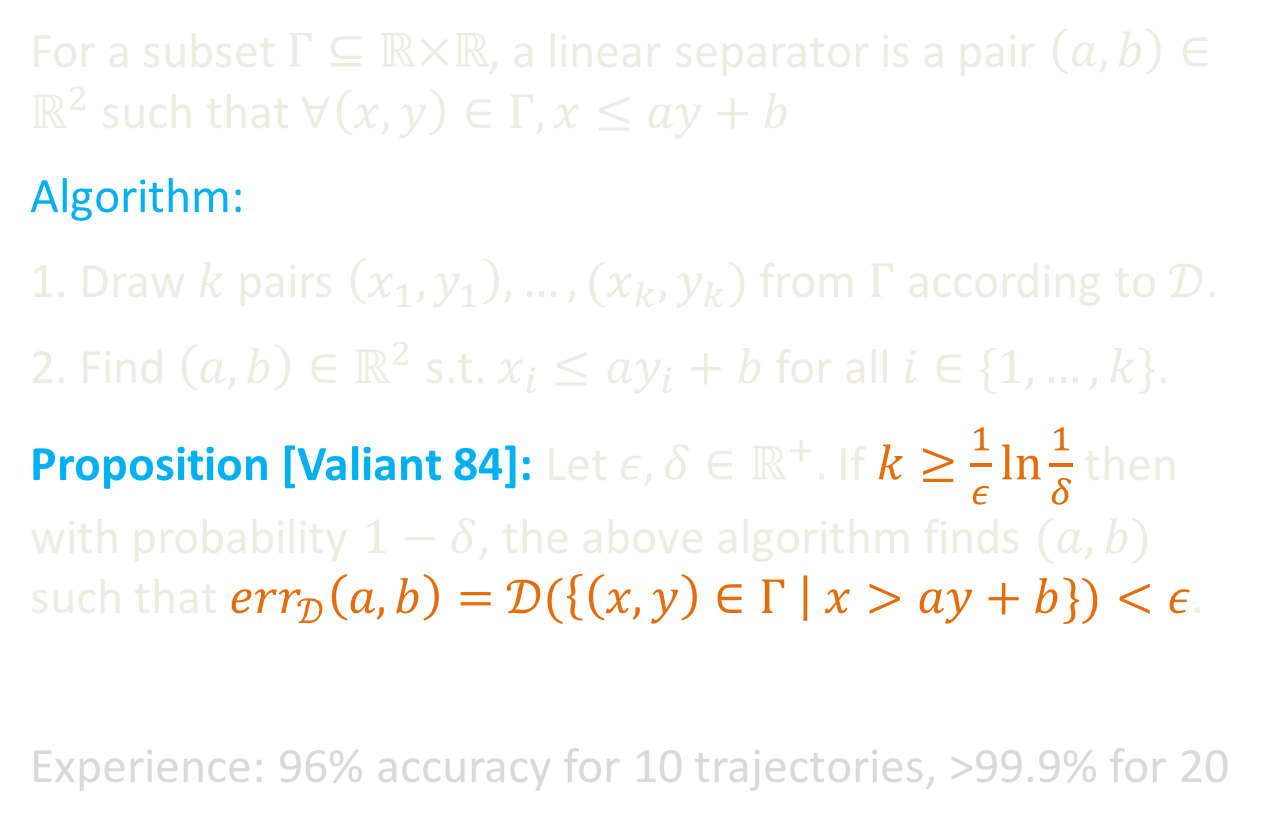 For a subset Γ ⊆ ℝ×ℝ, a linear separator is a pair (a, b) ∈
ℝ² such that ∀(x, y) ∈ Γ, x ≤ ay + b
Algorithm:
1. Draw k pairs (x₁, y₁), … , (xₖ, yₖ) from Γ according to 𝒟.
2. Find (a, b) ∈ ℝ² s.t. xᵢ ≤ ayᵢ + b for all i ∈ {1, … , k}.
Proposition [Valiant 84]: Let ϵ, δ ∈ ℝ⁺. If k ≥ 1/ϵ ln 1/δ then
with probability 1 − δ, the above algorithm finds (a, b)
such that err_𝒟(a, b) = 𝒟({(x, y) ∈ Γ | x > ay + b}) < ϵ.
Experience: 96% accuracy for 10 trajectories, >99.9% for 20